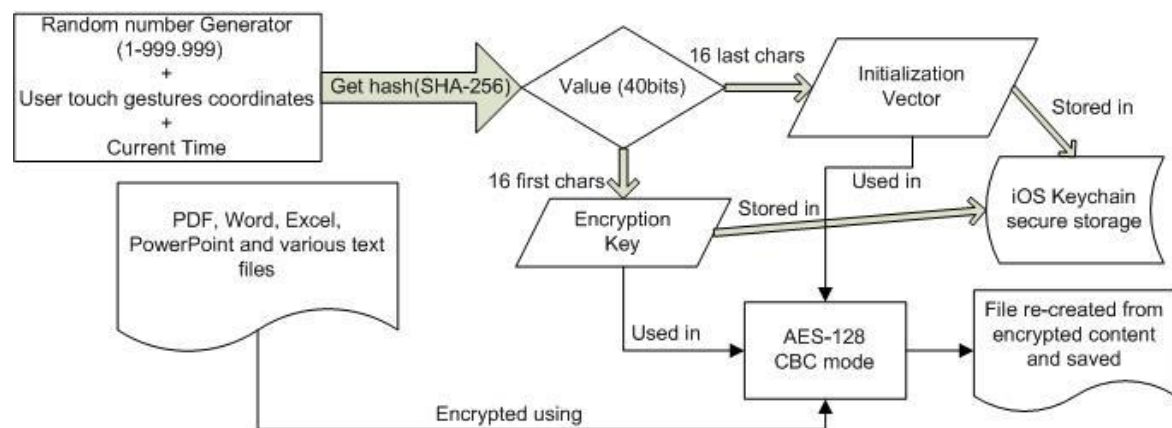 Random number Generator
(1-999.999)
+
User touch gestures coordinates
+
Current Time
Get hash(SHA-256)
Value (40bits)
16 last chars
Initialization
Vector
Stored in
16 first chars
Used in
iOS Keychain
secure storage
Encryption
Key
Stored in
PDF, Word, Excel,
PowerPoint and various text
files
Used in
AES-128
CBC mode
File re-created from
encrypted content
and saved
Encrypted using